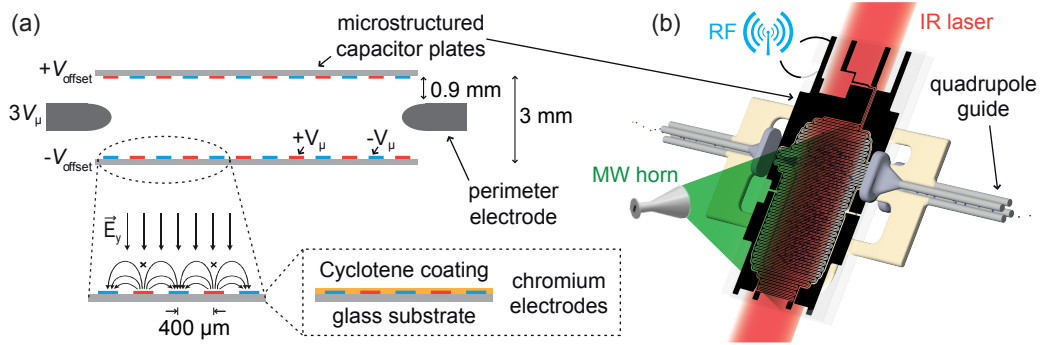 (a)
microstructured
capacitor plates
+V_offset
0.9 mm
3 mm
3V_μ
+V_μ
-V_μ
-V_offset
perimeter
electrode
E_y
400 μm
Cyclotene coating
glass substrate
chromium
electrodes
(b)
RF
IR laser
quadrupole
guide
MW horn